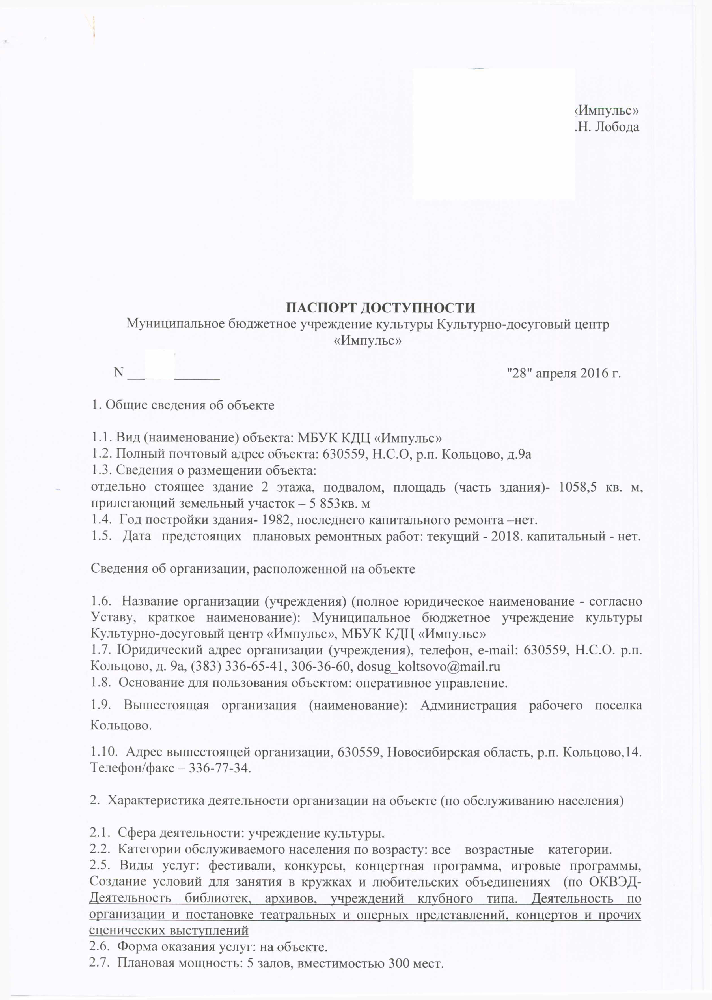 «Импульс»
.Н. Лобода
ПАСПОРТ ДОСТУПНОСТИ
Муниципальное бюджетное учреждение культуры Культурно-досуговый центр
«Импульс»
N ____ ________ "28" апреля 2016 г.
1. Общие сведения об объекте
1.1. Вид (наименование) объекта: МБУК КДЦ «Импульс»
1.2. Полный почтовый адрес объекта: 630559, Н.С.О, р.п. Кольцово, д.9а
1.3. Сведения о размещении объекта:
отдельно стоящее здание 2 этажа, подвалом, площадь (часть здания)- 1058,5 кв. м,
прилегающий земельный участок – 5 853кв. м
1.4. Год постройки здания- 1982, последнего капитального ремонта –нет.
1.5. Дата предстоящих плановых ремонтных работ: текущий - 2018. капитальный - нет.
Сведения об организации, расположенной на объекте
1.6. Название организации (учреждения) (полное юридическое наименование - согласно
Уставу, краткое наименование): Муниципальное бюджетное учреждение культуры
Культурно-досуговый центр «Импульс», МБУК КДЦ «Импульс»
1.7. Юридический адрес организации (учреждения), телефон, e-mail: 630559, Н.С.О. р.п.
Кольцово, д. 9а, (383) 336-65-41, 306-36-60, dosug_koltsovo@mail.ru
1.8. Основание для пользования объектом: оперативное управление.
1.9. Вышестоящая организация (наименование): Администрация рабочего поселка
Кольцово.
1.10. Адрес вышестоящей организации, 630559, Новосибирская область, р.п. Кольцово,14.
Телефон/факс – 336-77-34.
2. Характеристика деятельности организации на объекте (по обслуживанию населения)
2.1. Сфера деятельности: учреждение культуры.
2.2. Категории обслуживаемого населения по возрасту: все возрастные категории.
2.5. Виды услуг: фестивали, конкурсы, концертная программа, игровые программы,
Создание условий для занятия в кружках и любительских объединениях (по ОКВЭД-
Деятельность библиотек, архивов, учреждений клубного типа. Деятельность по
организации и постановке театральных и оперных представлений, концертов и прочих
сценических выступлений
2.6. Форма оказания услуг: на объекте.
2.7. Плановая мощность: 5 залов, вместимостью 300 мест.